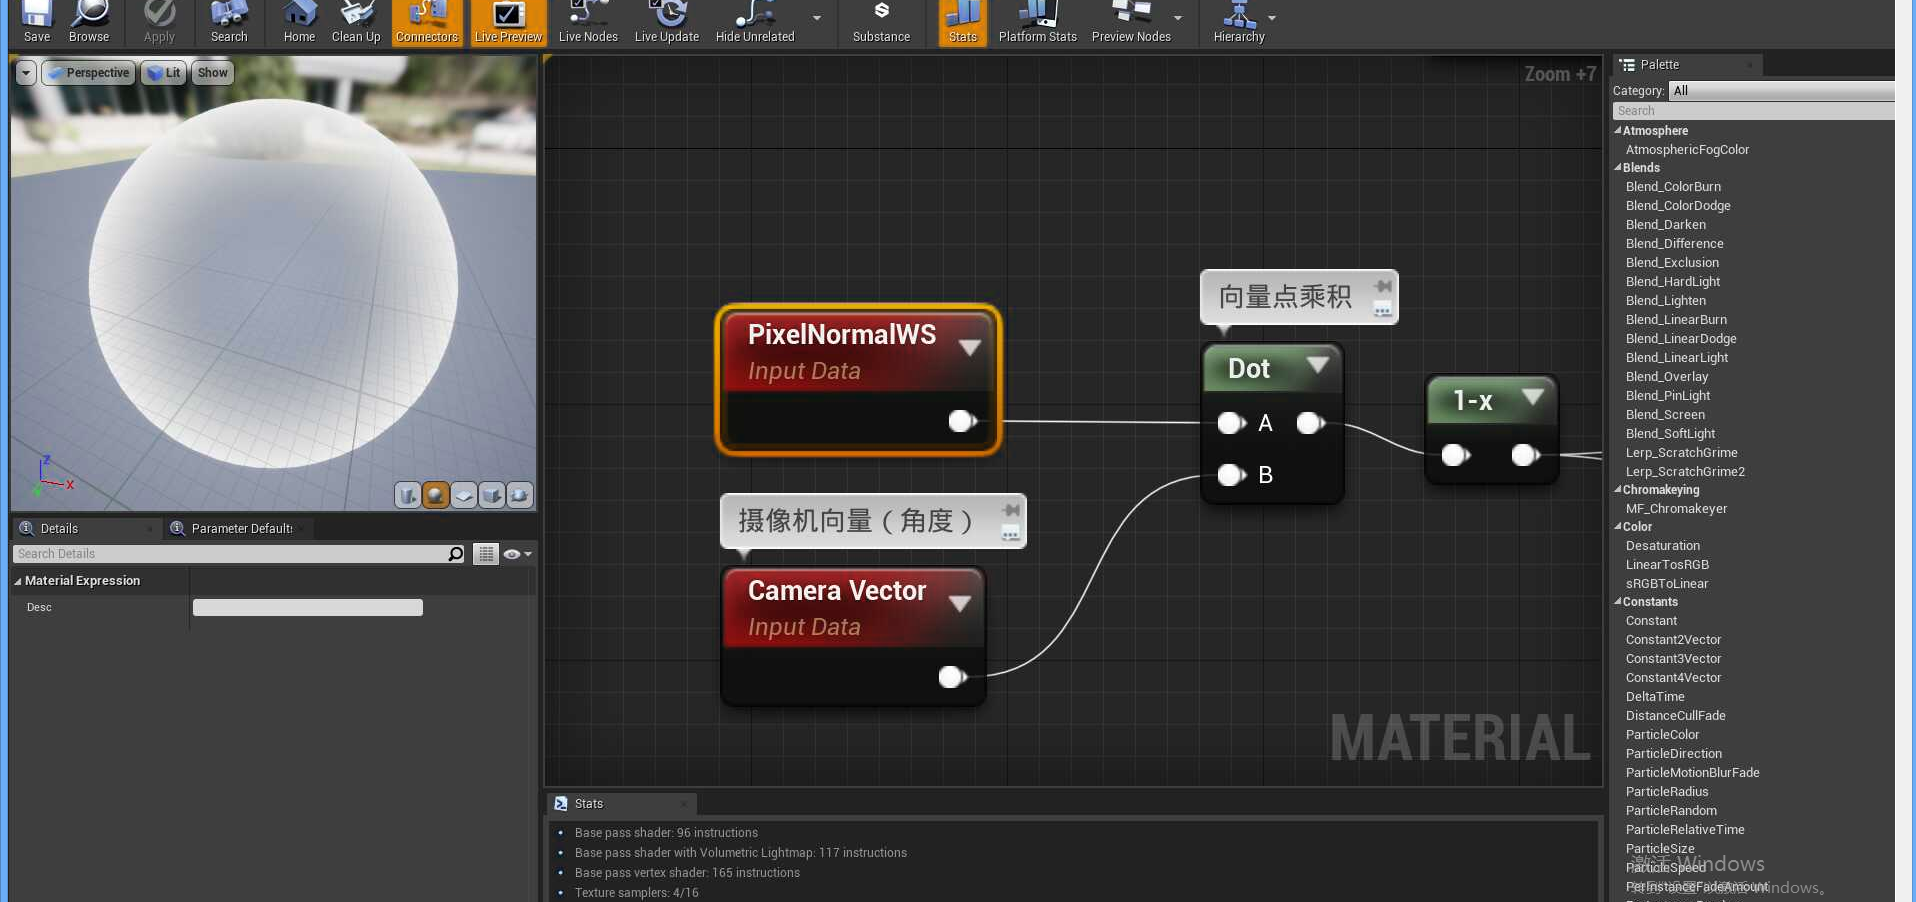 Save Browse Apply Search Home Clean Up Connectors Live Preview Live Nodes Live Update Hide Unrelated Substance Stats Platform Stats Preview Nodes Hierarchy
Perspective Lit Show
Zoom +7
向量点乘积
PixelNormalWS
Input Data
Dot
A
B
1-x
摄像机向量（角度）
Camera Vector
Input Data
MATERIAL
Z
X
Details
Parameter Default
Search Details
Material Expression
Desc
Stats
Base pass shader: 96 instructions
Base pass shader with Volumetric Lightmap: 117 instructions
Base pass vertex shader: 165 instructions
Texture samplers: 4/16
Palette
Category: All
Search
Atmosphere
AtmosphericFogColor
Blends
Blend_ColorBurn
Blend_ColorDodge
Blend_Darken
Blend_Difference
Blend_Exclusion
Blend_HardLight
Blend_Lighten
Blend_LinearBurn
Blend_LinearDodge
Blend_LinearLight
Blend_Overlay
Blend_PinLight
Blend_Screen
Blend_SoftLight
Lerp_ScratchGrime
Lerp_ScratchGrime2
Chromakeying
MF_Chromakeyer
Color
Desaturation
LinearTosRGB
sRGBToLinear
Constants
Constant
Constant2Vector
Constant3Vector
Constant4Vector
DeltaTime
DistanceCullFade
ParticleColor
ParticleDirection
ParticleMotionBlurFade
ParticleRadius
ParticleRandom
ParticleRelativeTime
ParticleSize
激活 Windows
ParticleSpeed
PerInstanceFadeAmount
Windows。